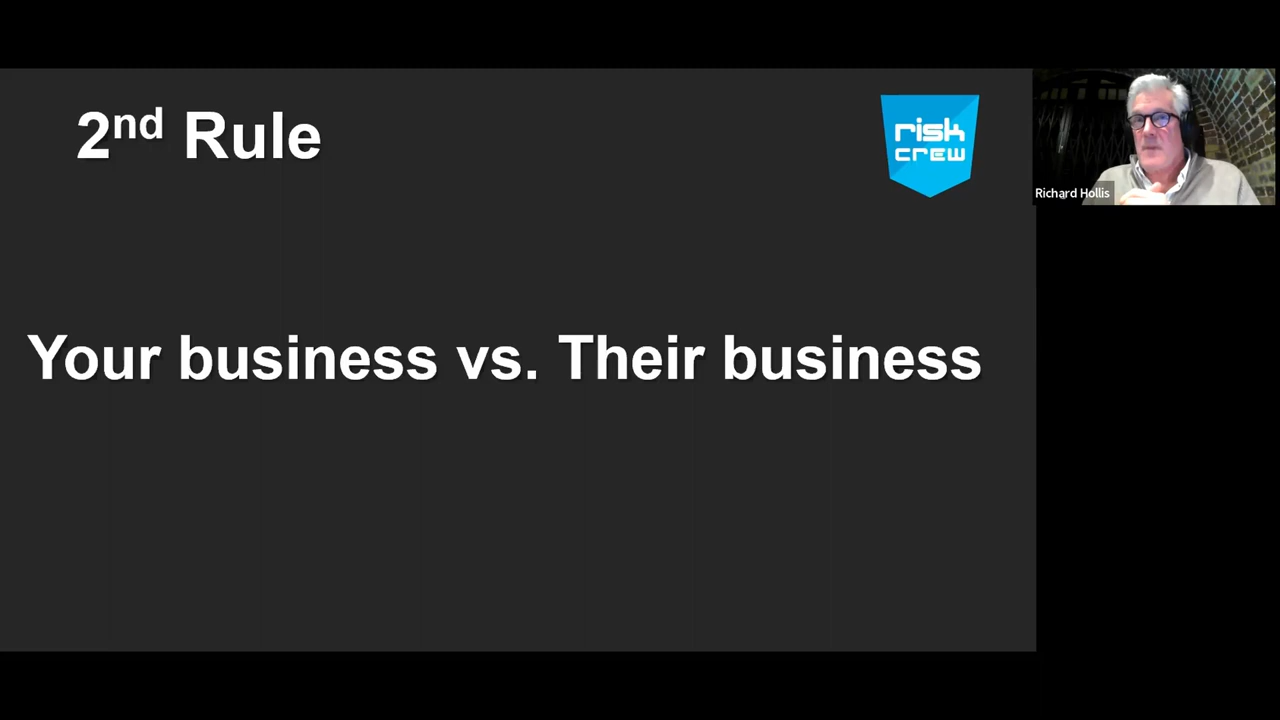 2nd Rule
risk
crew
Richard Hollis
Your business vs. Their business